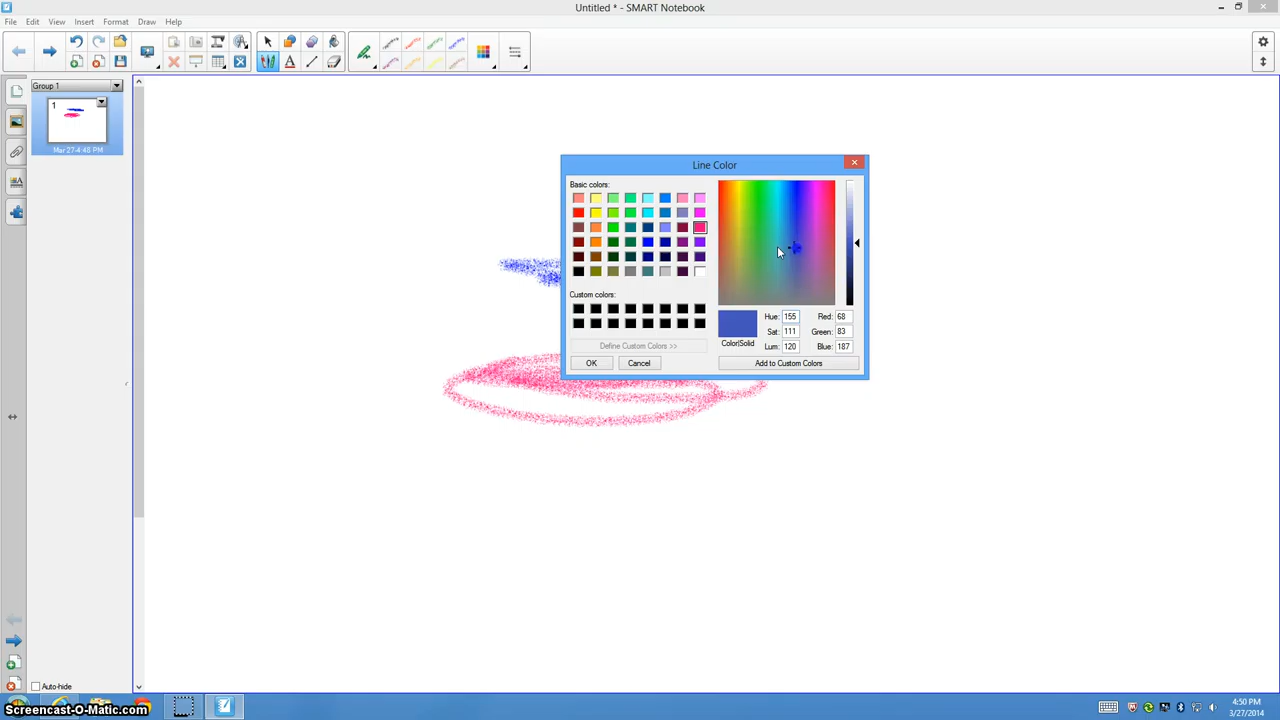 Untitled * - SMART Notebook
File Edit View Insert Format Draw Help
Group 1
1
Mar 27-4:48 PM
Line Color
Basic colors:
Custom colors:
Define Custom Colors >>
OK Cancel
Color|Solid
Hue: 155 Red: 68
Sat: 111 Green: 83
Lum: 120 Blue: 187
Add to Custom Colors
Auto-hide
Screencast-O-Matic.com
4:50 PM
3/27/2014